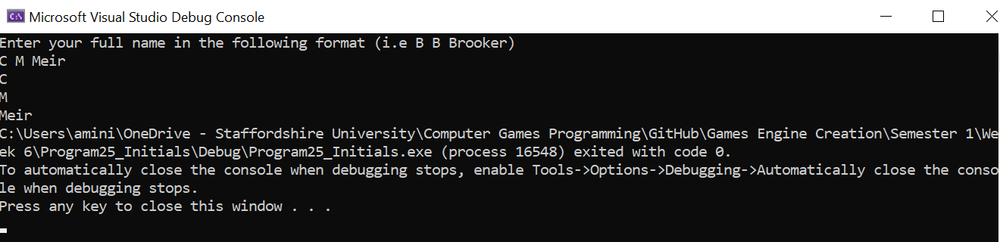 Microsoft Visual Studio Debug Console
Enter your full name in the following format (i.e B B Brooker)
C M Meir
C
M
Meir
C:\Users\amini\OneDrive - Staffordshire University\Computer Games Programming\GitHub\Games Engine Creation\Semester 1\We
ek 6\Program25_Initials\Debug\Program25_Initials.exe (process 16548) exited with code 0.
To automatically close the console when debugging stops, enable Tools->Options->Debugging->Automatically close the conso
le when debugging stops.
Press any key to close this window . . .